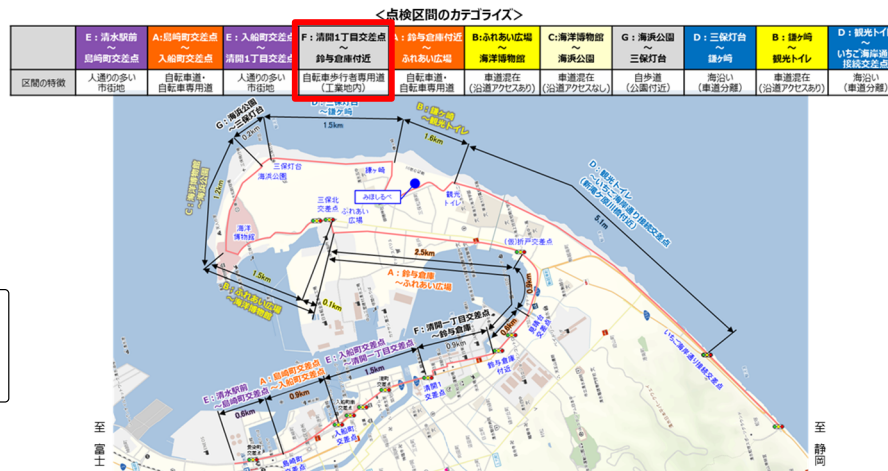 ＜点検区間のカテゴライズ＞
E：清水駅前
～
島崎町交差点
A：島崎町交差点
～
入船町交差点
E：入船町交差点
～
清開1丁目交差点
F：清開1丁目交差点
～
鈴与倉庫付近
A：鈴与倉庫付近
～
ふれあい広場
B:ふれあい広場
～
海洋博物館
C:海洋博物館
～
海浜公園
G：海浜公園
～
三保灯台
D：三保灯台
～
鎌ヶ崎
B：鎌ヶ崎
～
観光トイレ
D：観光トイレ
～
いちご海岸通
接続交差点
区間の特徴
人通りの多い
市街地
自転車道・
自転車専用道
人通りの多い
市街地
自転車歩行者専用道
（工業地内）
自転車道・
自転車専用道
車道混在
(沿道アクセスあり)
車道混在
(沿道アクセスなし)
自歩道
（公園付近）
海沿い
（車道分離）
車道混在
(沿道アクセスあり)
海沿い
（車道分離）
G：海浜公園
～三保灯台
0.2km
D：三保灯台
～鎌ヶ崎
1.5km
B：鎌ヶ崎
～観光トイレ
1.6km
D：観光トイレ
～いちご海岸通り接続交差点
5.1m
C：海洋博物館
～海浜公園
1.2km
三保灯台
海浜公園
鎌ヶ崎
みほしるべ
観光
トイレ
三保北
交差点
ふれあい
広場
海洋
博物館
(仮)折戸交差点
2.5km
A：鈴与倉庫
～ふれあい広場
0.9km
1.5km
0.1km
B：ふれあい広場
～海洋博物館
F：清開一丁目交差点
～鈴与倉庫
0.9km
0.8km
交差点
鈴与倉庫
付近
いちご海岸通り接続交差点
E：入船町交差点
～清開一丁目交差点
1.5km
A：島崎町交差点
～入船町交差点
0.9km
E：清水駅前
～島崎町交差点
0.6km
清開1
交差点
入船町
交差点
島崎町
交差点
至
富士
至
静岡